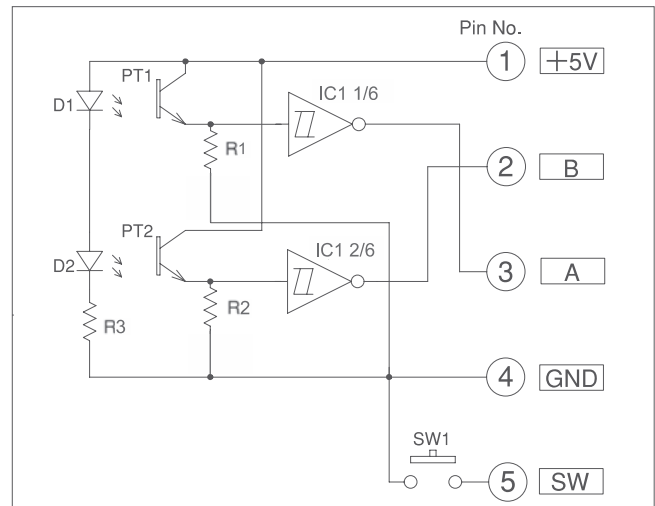 Pin No.
1 +5V
PT1
IC1 1/6
D1
R1
2 B
PT2
IC1 2/6
D2
3 A
R2
R3
4 GND
SW1
5 SW